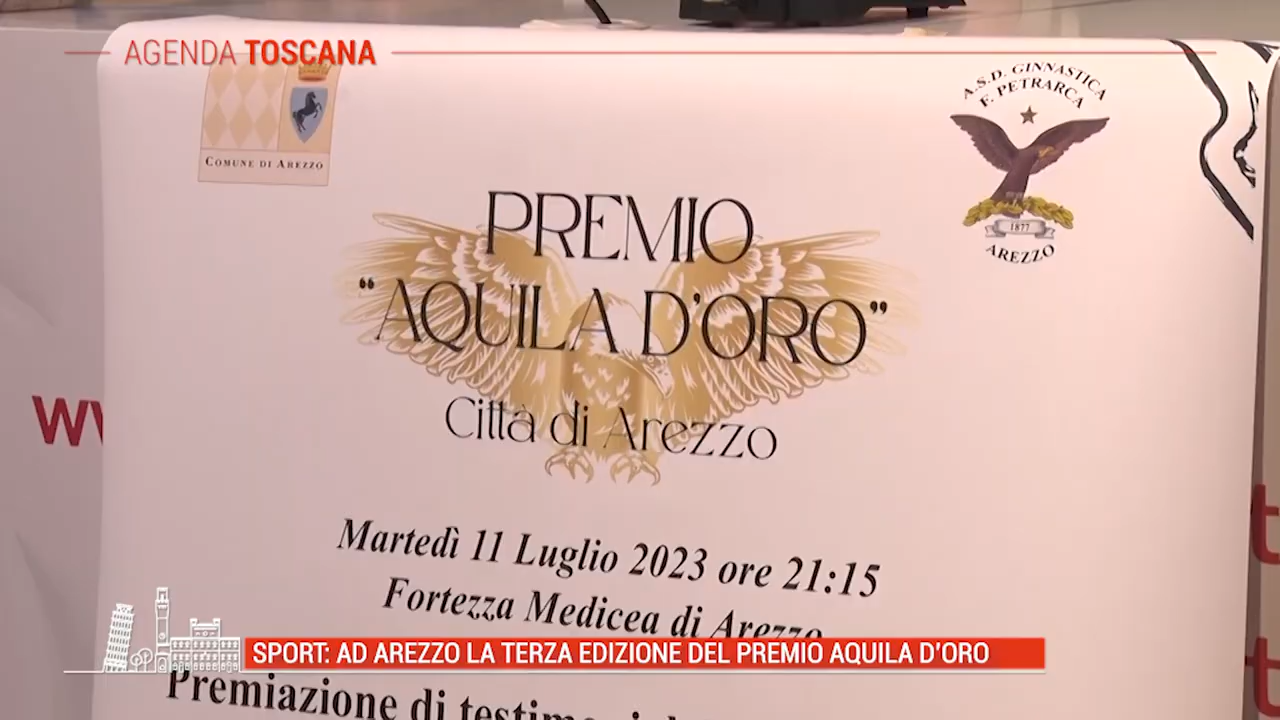 AGENDA TOSCANA
COMUNE DI AREZZO
A.S.D. GINNASTICA
F. PETRARCA
1877
AREZZO
PREMIO
"AQUILA D'ORO"
Città di Arezzo
Martedì 11 Luglio 2023 ore 21:15
Fortezza Medicea di Arezzo
SPORT: AD AREZZO LA TERZA EDIZIONE DEL PREMIO AQUILA D'ORO
Premiazione di